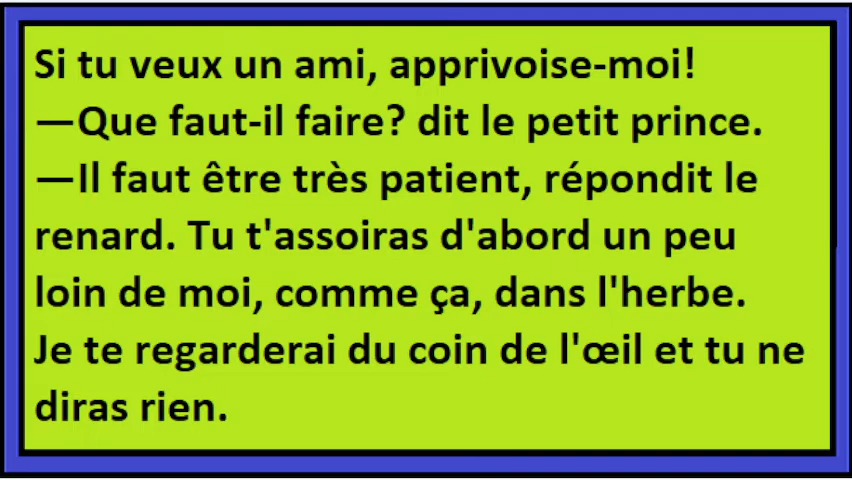 Si tu veux un ami, apprivoise-moi!
—Que faut-il faire? dit le petit prince.
—Il faut être très patient, répondit le
renard. Tu t'assoiras d'abord un peu
loin de moi, comme ça, dans l'herbe.
Je te regarderai du coin de l'œil et tu ne
diras rien.